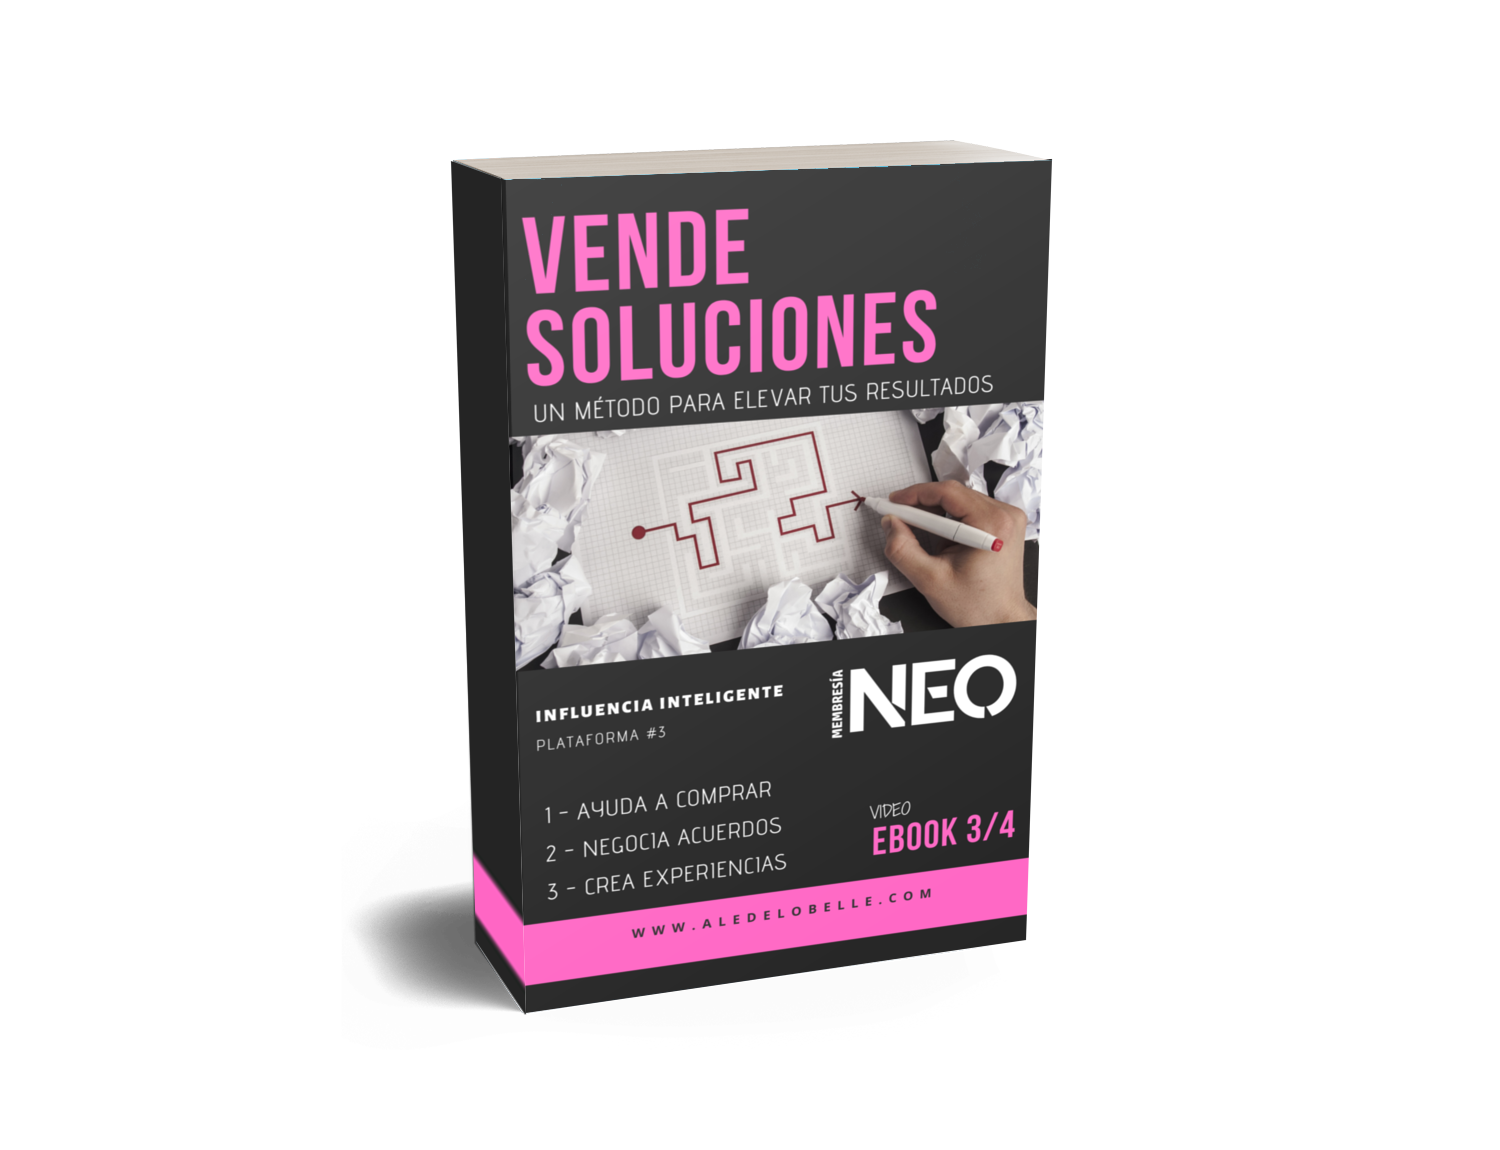 VENDE
SOLUCIONES
UN MÉTODO PARA ELEVAR TUS RESULTADOS
INFLUENCIA INTELIGENTE
PLATAFORMA #3
MEMBRESÍA
NEO
1 - AYUDA A COMPRAR
2 - NEGOCIA ACUERDOS
3 - CREA EXPERIENCIAS
VIDEO
EBOOK 3/4
WWW.ALEDELOBELLE.COM